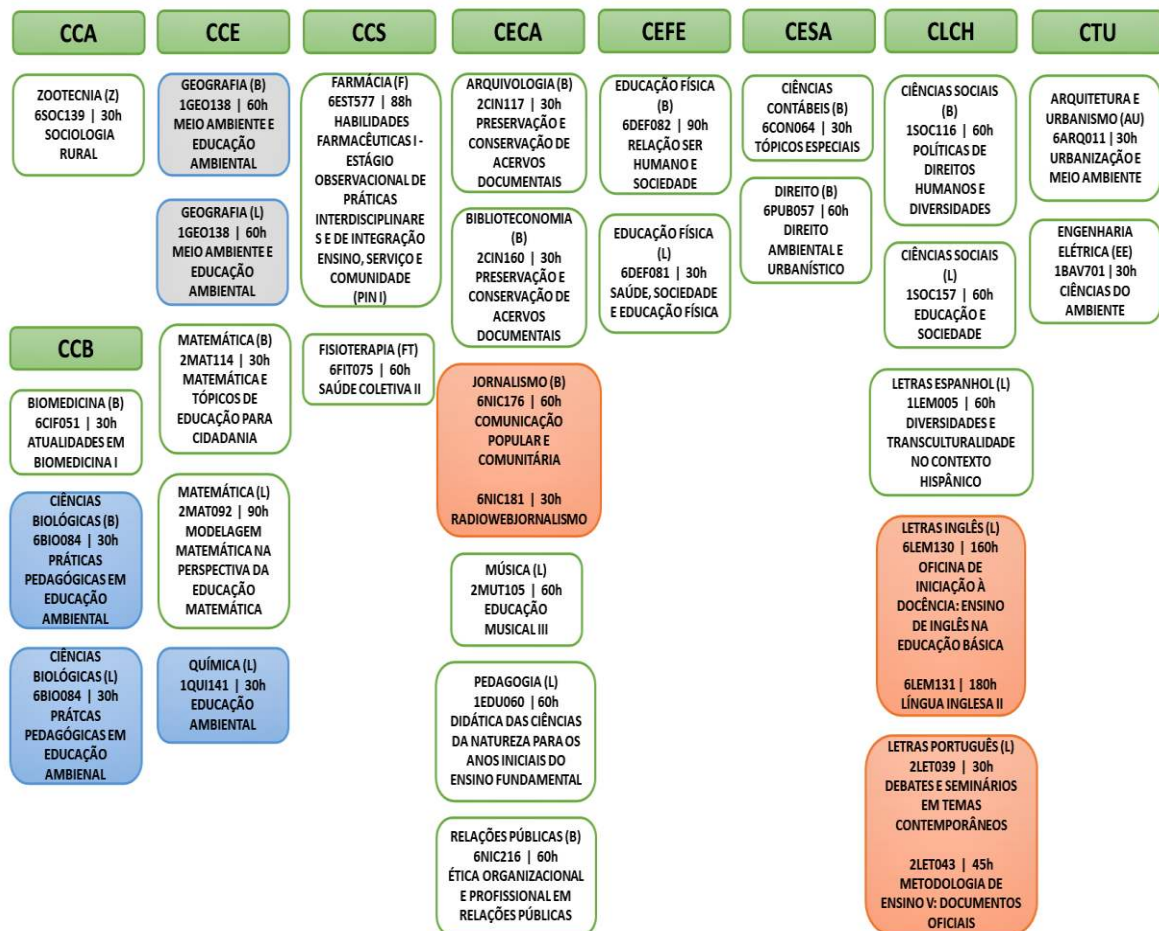 CCA
ZOOTECNIA (Z)
6SOC139 | 30h
SOCIOLOGIA
RURAL
CCB
BIOMEDICINA (B)
6CIF051 | 30h
ATUALIDADES EM
BIOMEDICINA I
CIÊNCIAS
BIOLÓGICAS (B)
6BIO084 | 30h
PRÁTICAS
PEDAGÓGICAS EM
EDUCAÇÃO
AMBIENTAL
CIÊNCIAS
BIOLÓGICAS (L)
6BIO084 | 30h
PRÁTCAS
PEDAGÓGICAS EM
EDUCAÇÃO
AMBIENAL
CCE
GEOGRAFIA (B)
1GEO138 | 60h
MEIO AMBIENTE E
EDUCAÇÃO
AMBIENTAL
GEOGRAFIA (L)
1GEO138 | 60h
MEIO AMBIENTE E
EDUCAÇÃO
AMBIENTAL
MATEMÁTICA (B)
2MAT114 | 30h
MATEMÁTICA E
TÓPICOS DE
EDUCAÇÃO PARA
CIDADANIA
MATEMÁTICA (L)
2MAT092 | 90h
MODELAGEM
MATEMÁTICA NA
PERSPECTIVA DA
EDUCAÇÃO
MATEMÁTICA
QUÍMICA (L)
1QUI141 | 30h
EDUCAÇÃO
AMBIENTAL
CCS
FARMÁCIA (F)
6EST577 | 88h
HABILIDADES
FARMACÊUTICAS I -
ESTÁGIO
OBSERVACIONAL DE
PRÁTICAS
INTERDISCIPLINARE
S E DE INTEGRAÇÃO
ENSINO, SERVIÇO E
COMUNIDADE
(PIN I)
FISIOTERAPIA (FT)
6FIT075 | 60h
SAÚDE COLETIVA II
CECA
ARQUIVOLOGIA (B)
2CIN117 | 30h
PRESERVAÇÃO E
CONSERVAÇÃO DE
ACERVOS
DOCUMENTAIS
BIBLIOTECONOMIA
(B)
2CIN160 | 30h
PRESERVAÇÃO E
CONSERVAÇÃO DE
ACERVOS
DOCUMENTAIS
JORNALISMO (B)
6NIC176 | 60h
COMUNICAÇÃO
POPULAR E
COMUNITÁRIA
6NIC181 | 30h
RADIOWEBJORNALISMO
MÚSICA (L)
2MUT105 | 60h
EDUCAÇÃO
MUSICAL III
PEDAGOGIA (L)
1EDU060 | 60h
DIDÁTICA DAS CIÊNCIAS
DA NATUREZA PARA OS
ANOS INICIAIS DO
ENSINO FUNDAMENTAL
RELAÇÕES PÚBLICAS (B)
6NIC216 | 60h
ÉTICA ORGANIZACIONAL
E PROFISSIONAL EM
RELAÇÕES PÚBLICAS
CEFE
EDUCAÇÃO FÍSICA
(B)
6DEF082 | 90h
RELAÇÃO SER
HUMANO E
SOCIEDADE
EDUCAÇÃO FÍSICA
(L)
6DEF081 | 30h
SAÚDE, SOCIEDADE
E EDUCAÇÃO FÍSICA
CESA
CIÊNCIAS
CONTÁBEIS (B)
6CON064 | 30h
TÓPICOS ESPECIAIS
DIREITO (B)
6PUB057 | 60h
DIREITO
AMBIENTAL E
URBANÍSTICO
CLCH
CIÊNCIAS SOCIAIS
(B)
1SOC116 | 60h
POLÍTICAS DE
DIREITOS
HUMANOS E
DIVERSIDADES
CIÊNCIAS SOCIAIS
(L)
1SOC157 | 60h
EDUCAÇÃO E
SOCIEDADE
LETRAS ESPANHOL (L)
1LEM005 | 60h
DIVERSIDADES E
TRANSCULTURALIDADE
NO CONTEXTO
HISPÂNICO
LETRAS INGLÊS (L)
6LEM130 | 160h
OFICINA DE
INICIAÇÃO À
DOCÊNCIA: ENSINO
DE INGLÊS NA
EDUCAÇÃO BÁSICA
6LEM131 | 180h
LÍNGUA INGLESA II
LETRAS PORTUGUÊS (L)
2LET039 | 30h
DEBATES E SEMINÁRIOS
EM TEMAS
CONTEMPORÂNEOS
2LET043 | 45h
METODOLOGIA DE
ENSINO V: DOCUMENTOS
OFICIAIS
CTU
ARQUITETURA E
URBANISMO (AU)
6ARQ011 | 30h
URBANIZAÇÃO E
MEIO AMBIENTE
ENGENHARIA
ELÉTRICA (EE)
1BAV701 | 30h
CIÊNCIAS DO
AMBIENTE